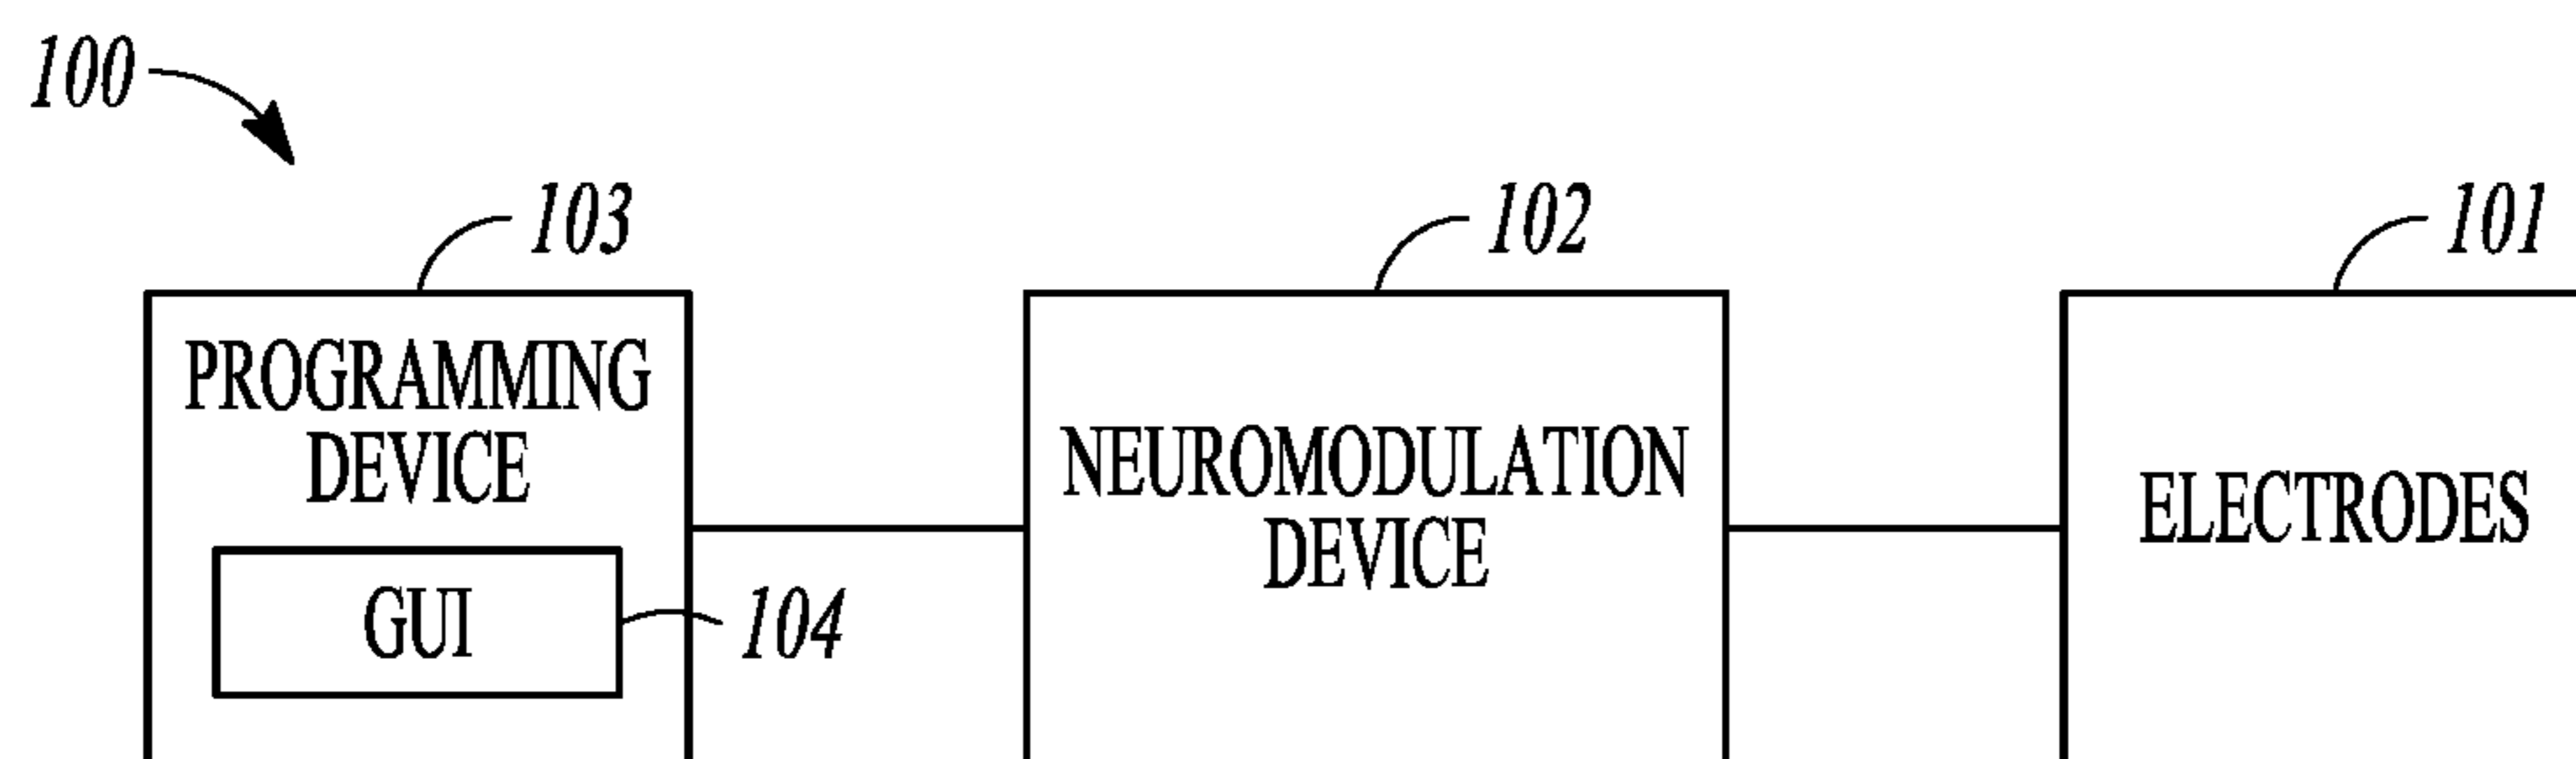 100
103
102
101
PROGRAMMING
DEVICE
GUI
104
NEUROMODULATION
DEVICE
ELECTRODES